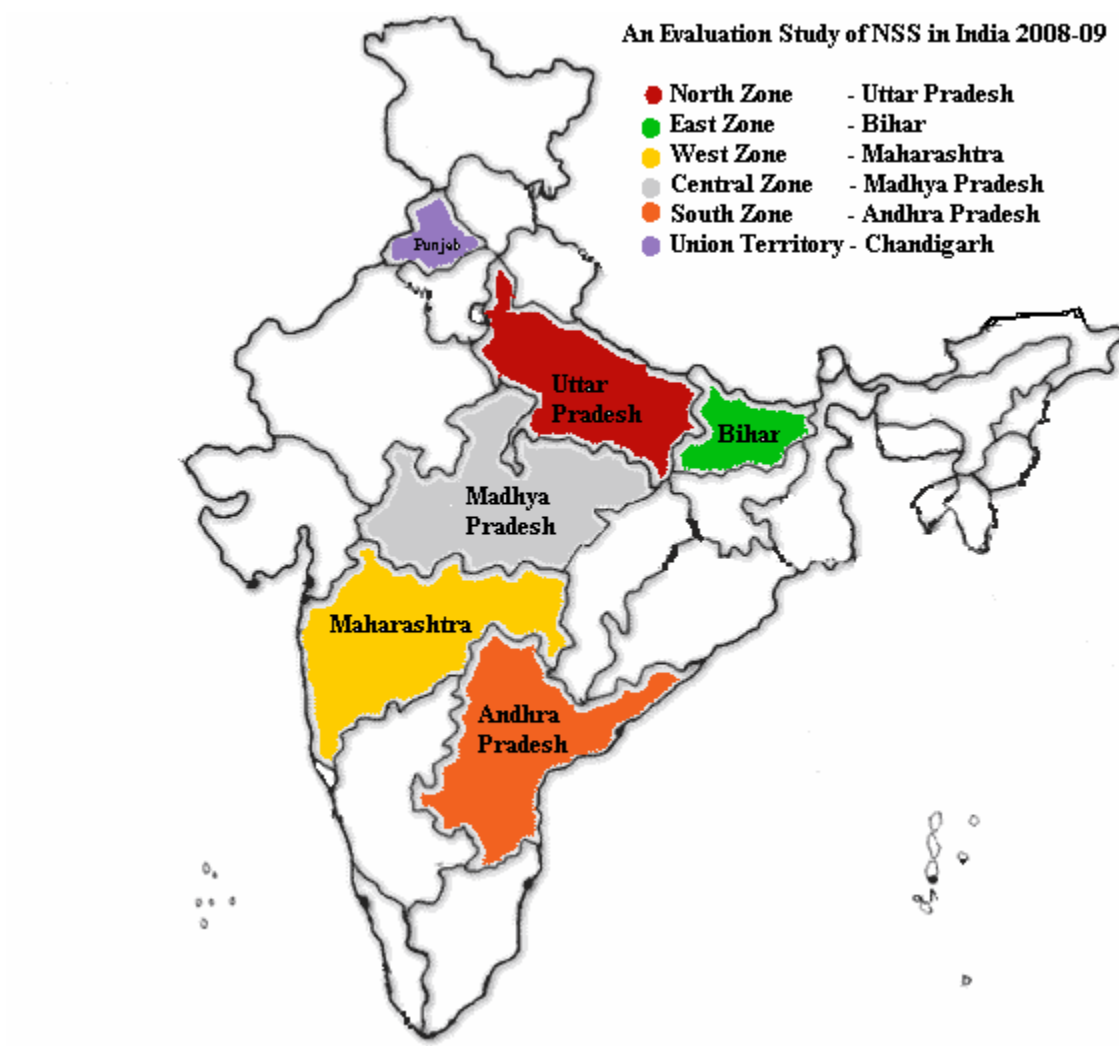 An Evaluation Study of NSS in India 2008-09
North Zone - Uttar Pradesh
East Zone - Bihar
West Zone - Maharashtra
Central Zone - Madhya Pradesh
South Zone - Andhra Pradesh
Union Territory - Chandigarh
Punjab
Uttar
Pradesh
Bihar
Madhya
Pradesh
Maharashtra
Andhra
Pradesh